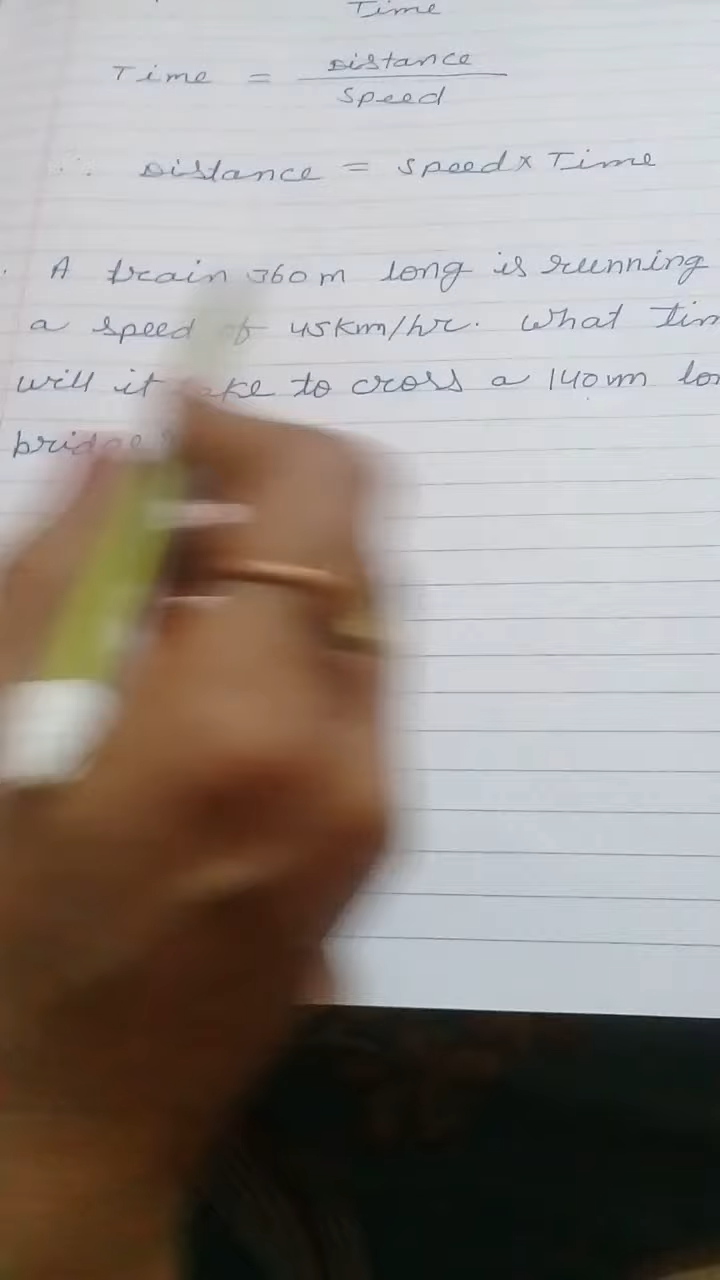 Time
Time = Distance
Speed
∴ Distance = Speed × Time
A train 360m long is running
a speed of 45km/hr. What
will it to cross a 140m